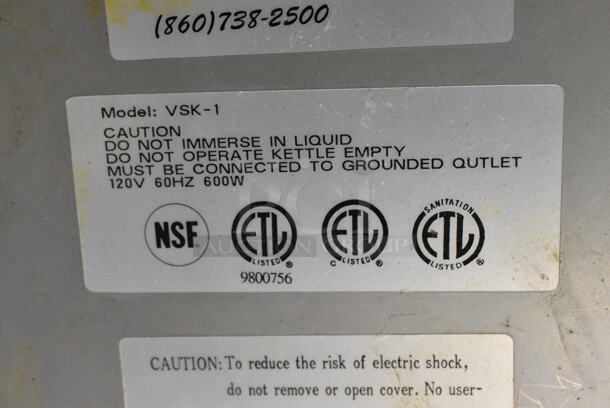 (860)738-2500
Model: VSK-1
CAUTION
DO NOT IMMERSE IN LIQUID
DO NOT OPERATE KETTLE EMPTY
MUST BE CONNECTED TO GROUNDED QUTLET
120V 60HZ 600W
NSF
ETL LISTED ®
C ETL LISTED ®
SANITATION ETL LISTED ®
9800756
CAUTION: To reduce the risk of electric shock,
do not remove or open cover. No user-